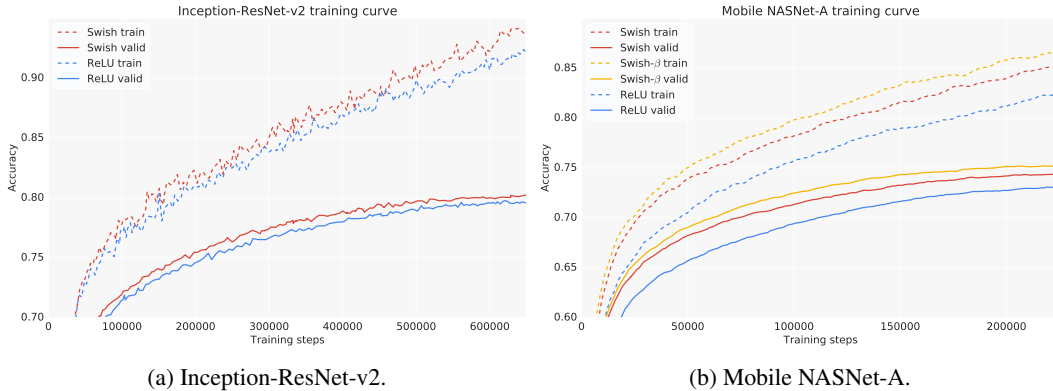 Inception-ResNet-v2 training curve
Swish train
Swish valid
ReLU train
ReLU valid
Accuracy
0.90
0.85
0.80
0.75
0.70
100000 200000 300000 400000 500000 600000
Training steps
(a) Inception-ResNet-v2.
Mobile NASNet-A training curve
Swish train
Swish valid
Swish-β train
Swish-β valid
ReLU train
ReLU valid
Accuracy
0.85
0.80
0.75
0.70
0.65
0.60
50000 100000 150000 200000
Training steps
(b) Mobile NASNet-A.